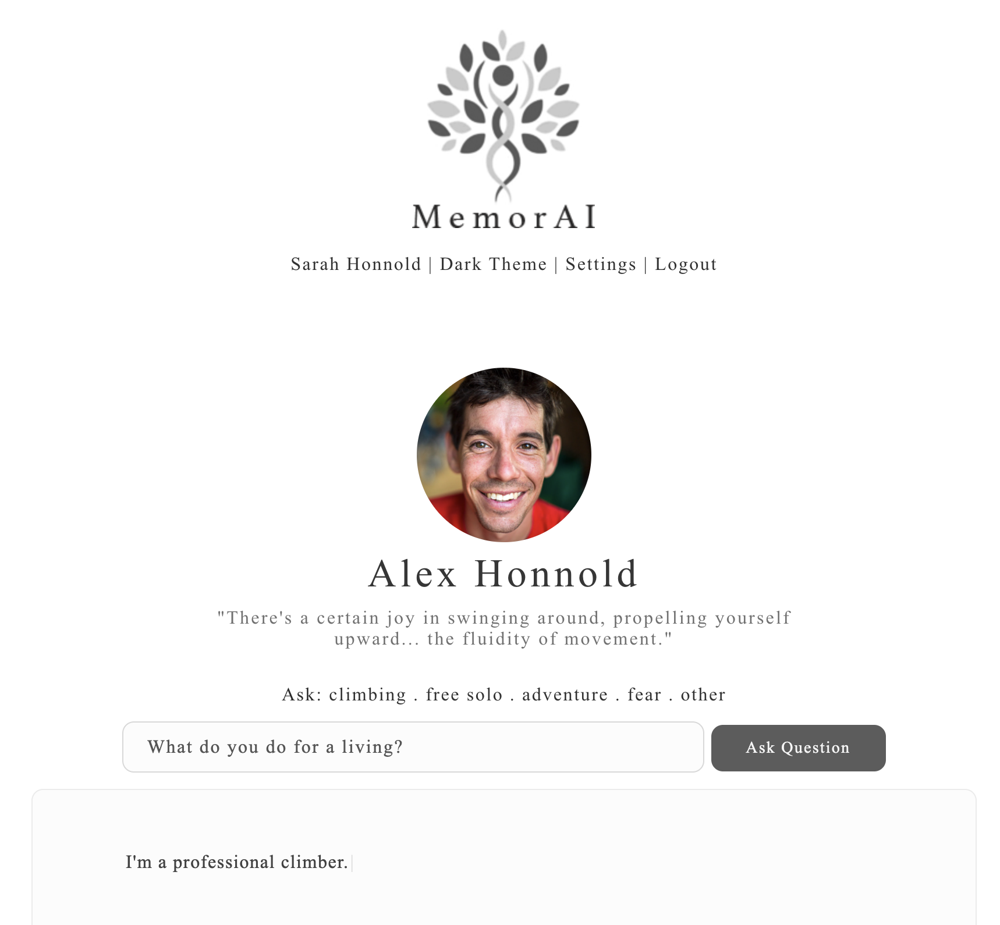 MemorAI
Sarah Honnold | Dark Theme | Settings | Logout
Alex Honnold
"There's a certain joy in swinging around, propelling yourself
upward... the fluidity of movement."
Ask: climbing . free solo . adventure . fear . other
What do you do for a living?
Ask Question
I'm a professional climber.